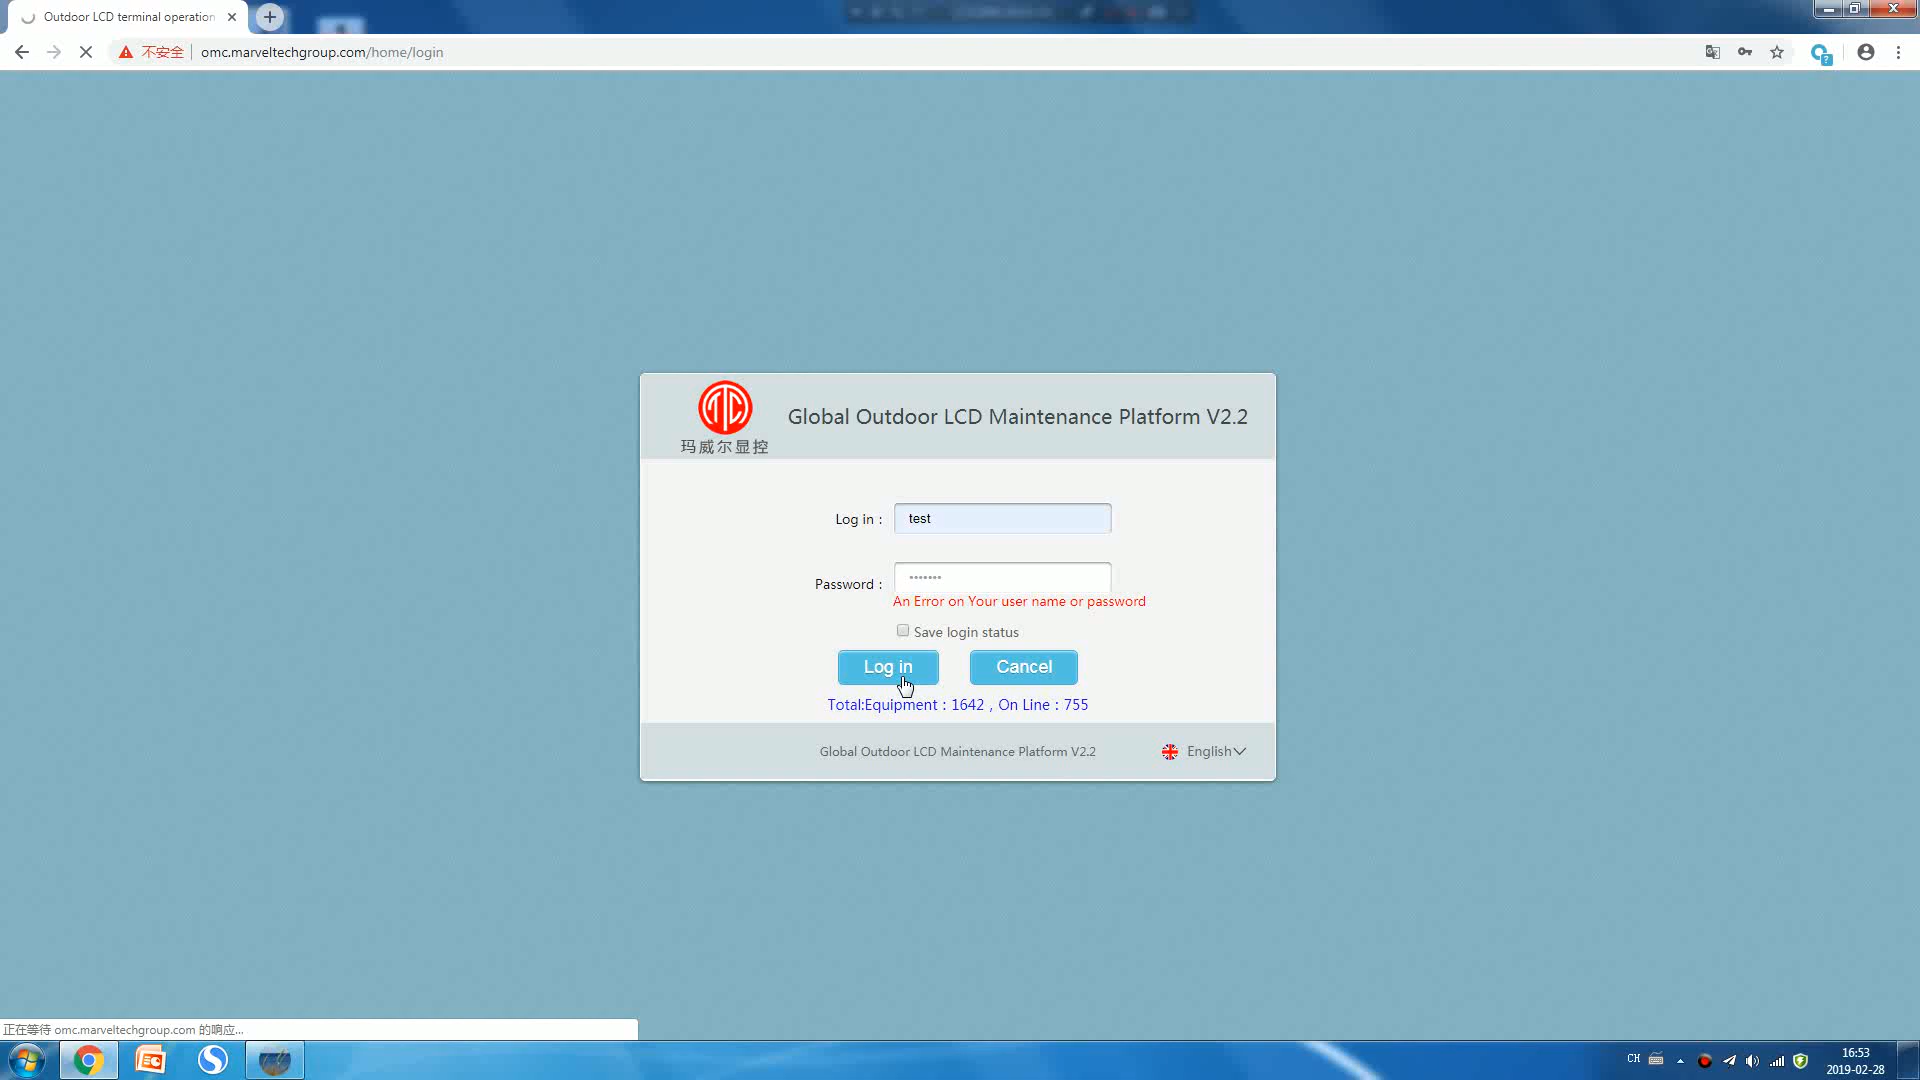 Outdoor LCD terminal operation
不安全 omc.marveltechgroup.com/home/login
玛威尔显控
Global Outdoor LCD Maintenance Platform V2.2
Log in : test
Password : •••••••
An Error on Your user name or password
Save login status
Log in Cancel
Total:Equipment : 1642 , On Line : 755
Global Outdoor LCD Maintenance Platform V2.2 English
正在等待 omc.marveltechgroup.com 的响应...
CH 16:53
2019-02-28